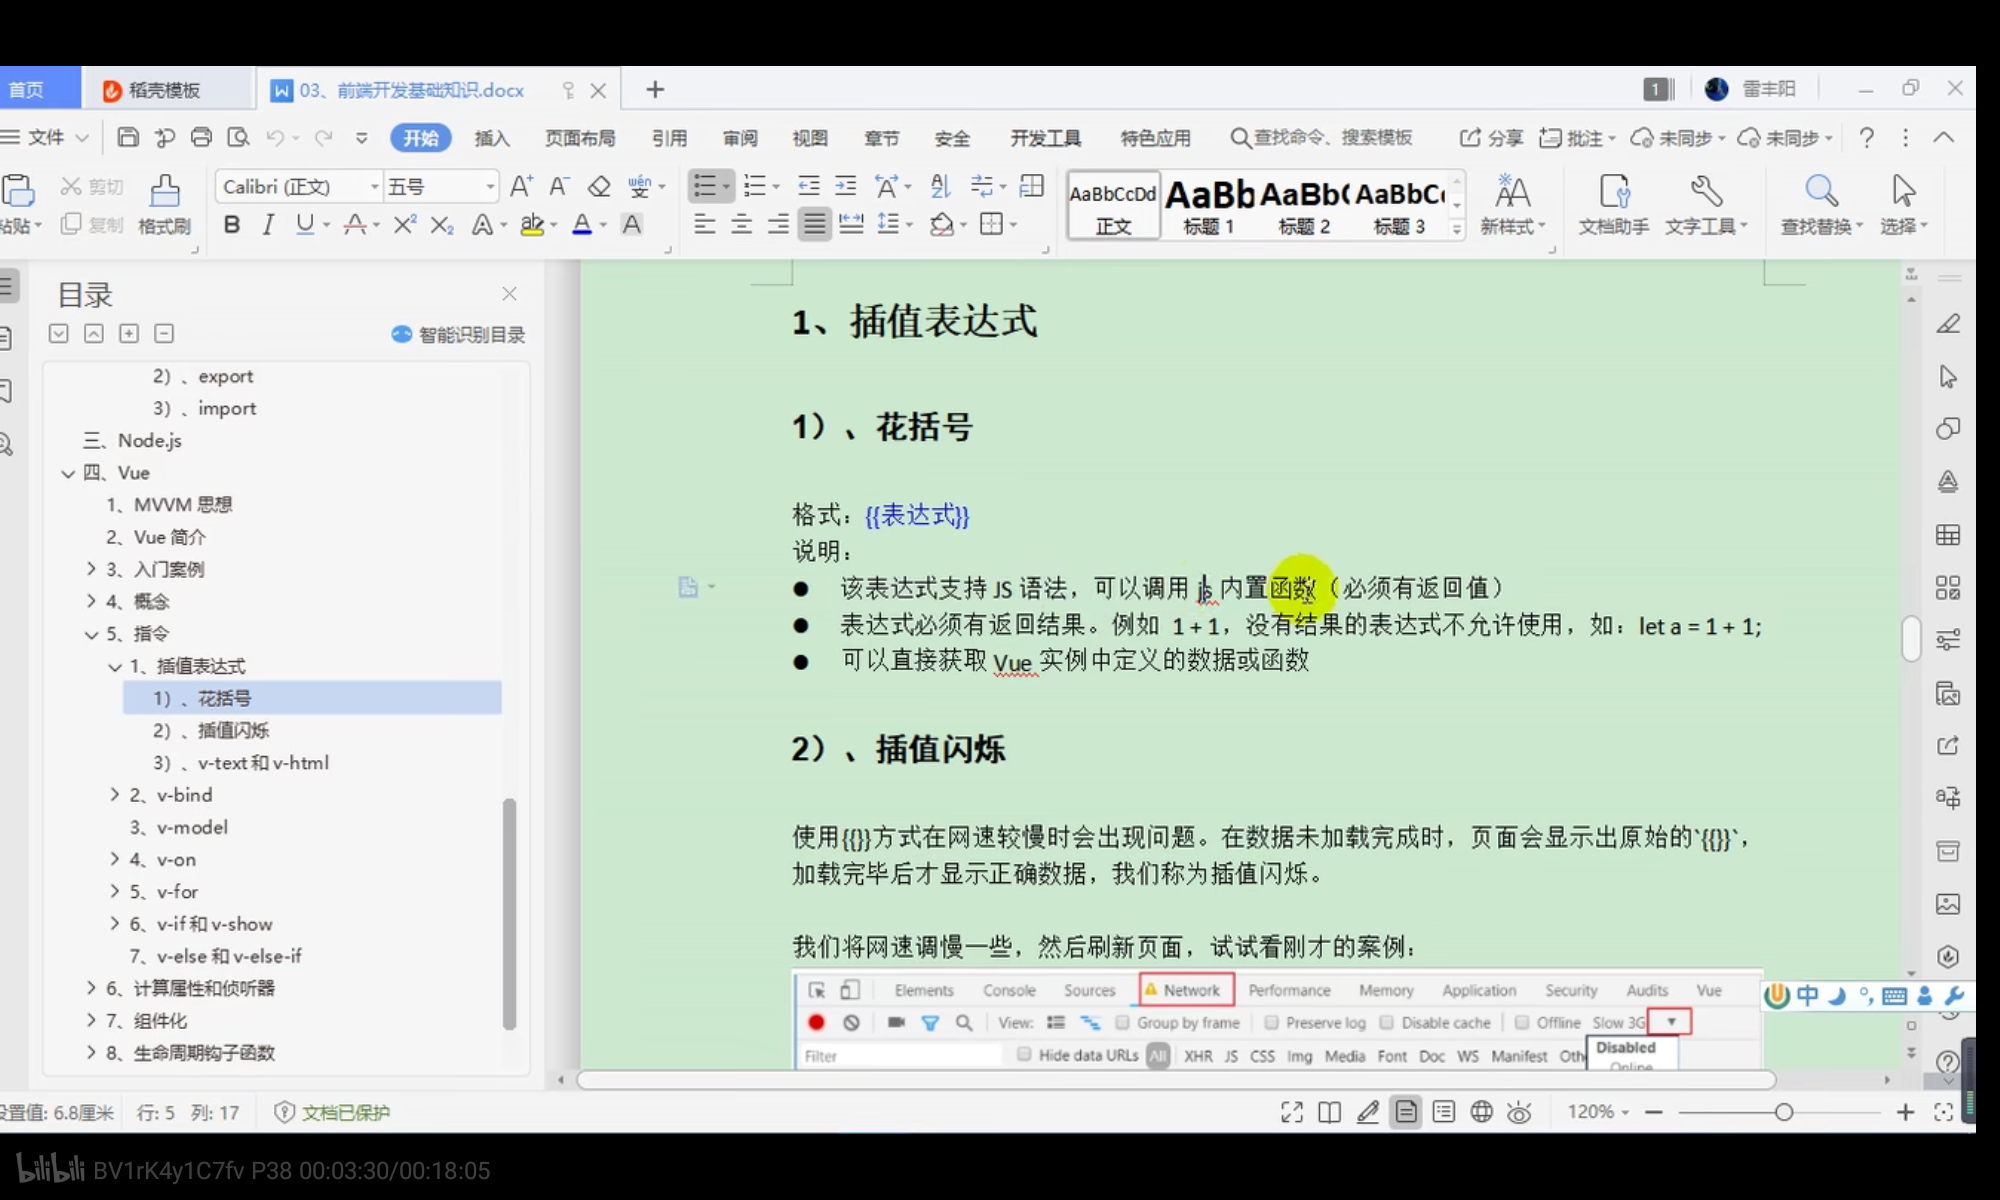 首页
稻壳模板
03、前端开发基础知识.docx
1
雷丰阳
文件
开始
插入
页面布局
引用
审阅
视图
章节
安全
开发工具
特色应用
查找命令、搜索模板
分享
批注
未同步
未同步
剪切
复制
格式刷
Calibri (正文)
五号
AaBbCcDd
正文
AaBb
标题 1
AaBb(
标题 2
AaBbC
标题 3
新样式
文档助手
文字工具
查找替换
选择
目录
智能识别目录
2）、export
3）、import
三、Node.js
四、Vue
1、MVVM 思想
2、Vue 简介
3、入门案例
4、概念
5、指令
1、插值表达式
1）、花括号
2）、插值闪烁
3）、v-text 和 v-html
2、v-bind
3、v-model
4、v-on
5、v-for
6、v-if 和 v-show
7、v-else 和 v-else-if
6、计算属性和侦听器
7、组件化
8、生命周期钩子函数
1、插值表达式
1）、花括号
格式：{{表达式}}
说明：
● 该表达式支持 JS 语法，可以调用 js 内置函数（必须有返回值）
● 表达式必须有返回结果。例如 1 + 1，没有结果的表达式不允许使用，如：let a = 1 + 1;
● 可以直接获取 Vue 实例中定义的数据或函数
2）、插值闪烁
使用{{}}方式在网速较慢时会出现问题。在数据未加载完成时，页面会显示出原始的`{{}}`，
加载完毕后才显示正确数据，我们称为插值闪烁。
我们将网速调慢一些，然后刷新页面，试试看刚才的案例：
Elements Console Sources Network Performance Memory Application Security Audits Vue
View: Group by frame Preserve log Disable cache Offline Slow 3G
Filter Hide data URLs All XHR JS CSS Img Media Font Doc WS Manifest Oth
Disabled
Online
中
行: 5 列: 17
文档已保护
120%
bilibili BV1rK4y1C7fv P38 00:03:30/00:18:05